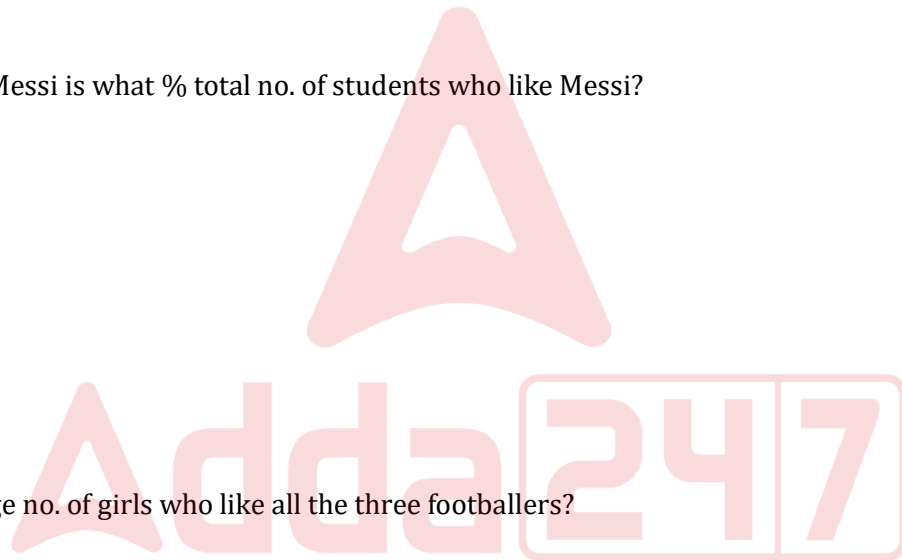 Messi is what % total no. of students who like Messi?
ge no. of girls who like all the three footballers?
Adda247